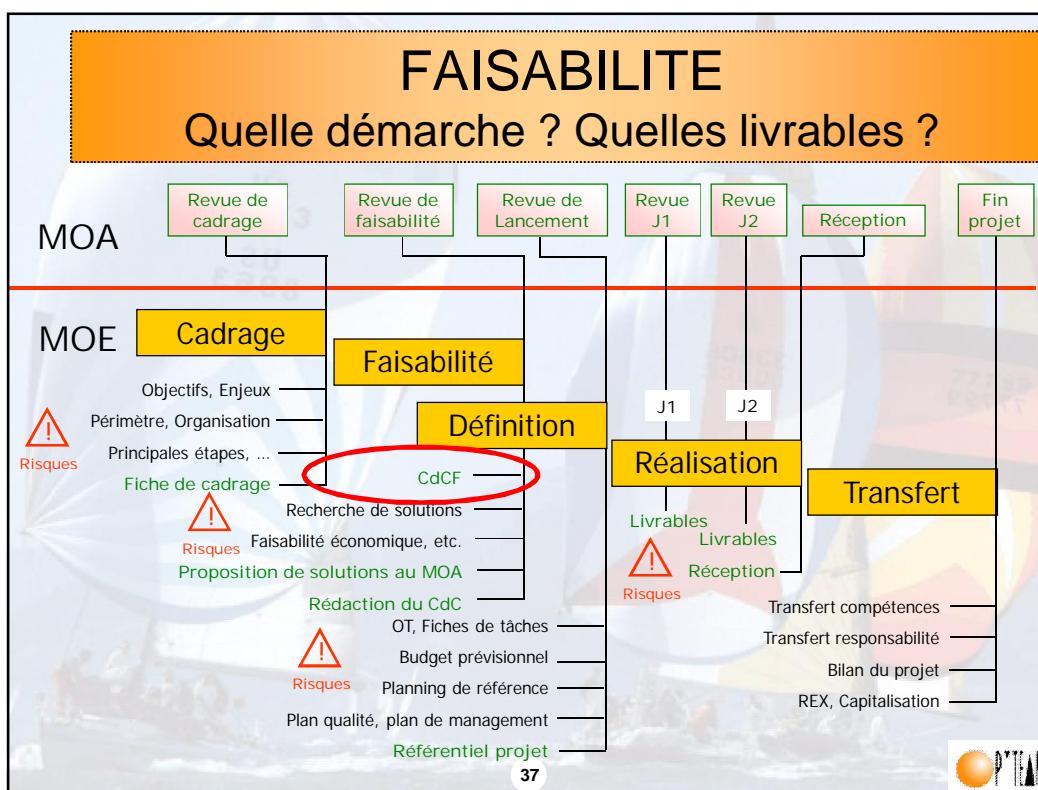 FAISABILITE
Quelle démarche ? Quelles livrables ?
Revue de
cadrage
Revue de
faisabilité
Revue de
Lancement
Revue
J1
Revue
J2
Réception
Fin
projet
MOA
MOE
Cadrage
Faisabilité
Définition
Réalisation
Transfert
J1
J2
Objectifs, Enjeux
Périmètre, Organisation
Principales étapes, ...
Fiche de cadrage
Risques
CdCF
Recherche de solutions
Faisabilité économique, etc.
Proposition de solutions au MOA
Rédaction du CdC
Risques
OT, Fiches de tâches
Budget prévisionnel
Planning de référence
Plan qualité, plan de management
Référentiel projet
Risques
Livrables
Livrables
Réception
Risques
Transfert compétences
Transfert responsabilité
Bilan du projet
REX, Capitalisation
37